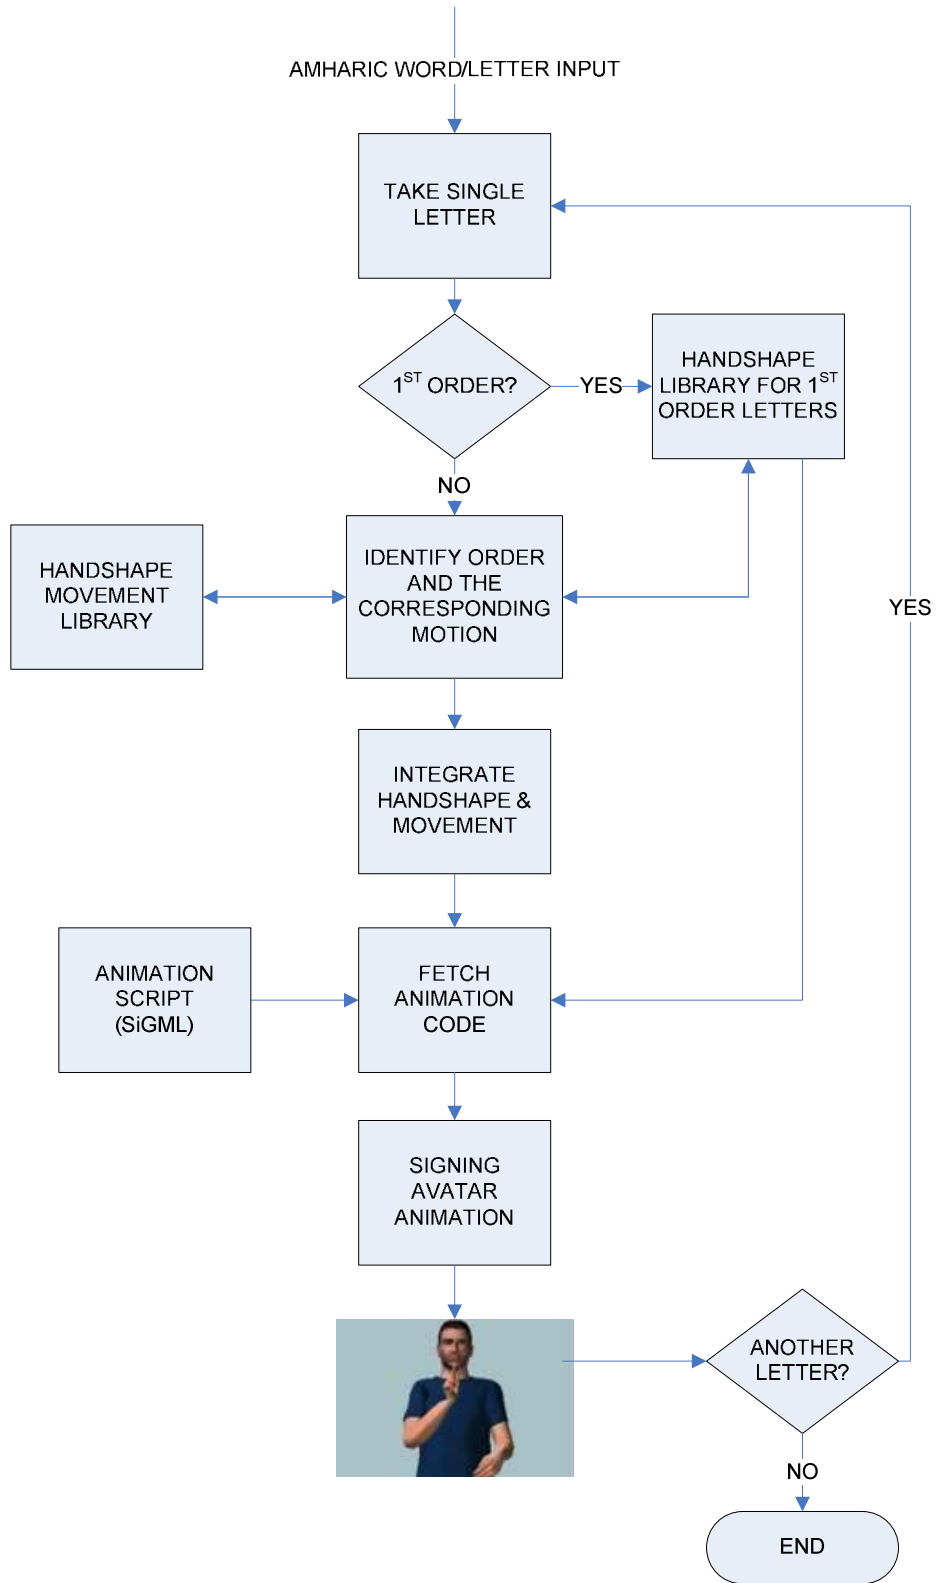 AMHARIC WORD/LETTER INPUT
TAKE SINGLE
LETTER
1ST ORDER?
YES
HANDSHAPE
LIBRARY FOR 1ST
ORDER LETTERS
NO
HANDSHAPE
MOVEMENT
LIBRARY
IDENTIFY ORDER
AND THE
CORRESPONDING
MOTION
YES
INTEGRATE
HANDSHAPE &
MOVEMENT
ANIMATION
SCRIPT
(SiGML)
FETCH
ANIMATION
CODE
SIGNING
AVATAR
ANIMATION
ANOTHER
LETTER?
NO
END